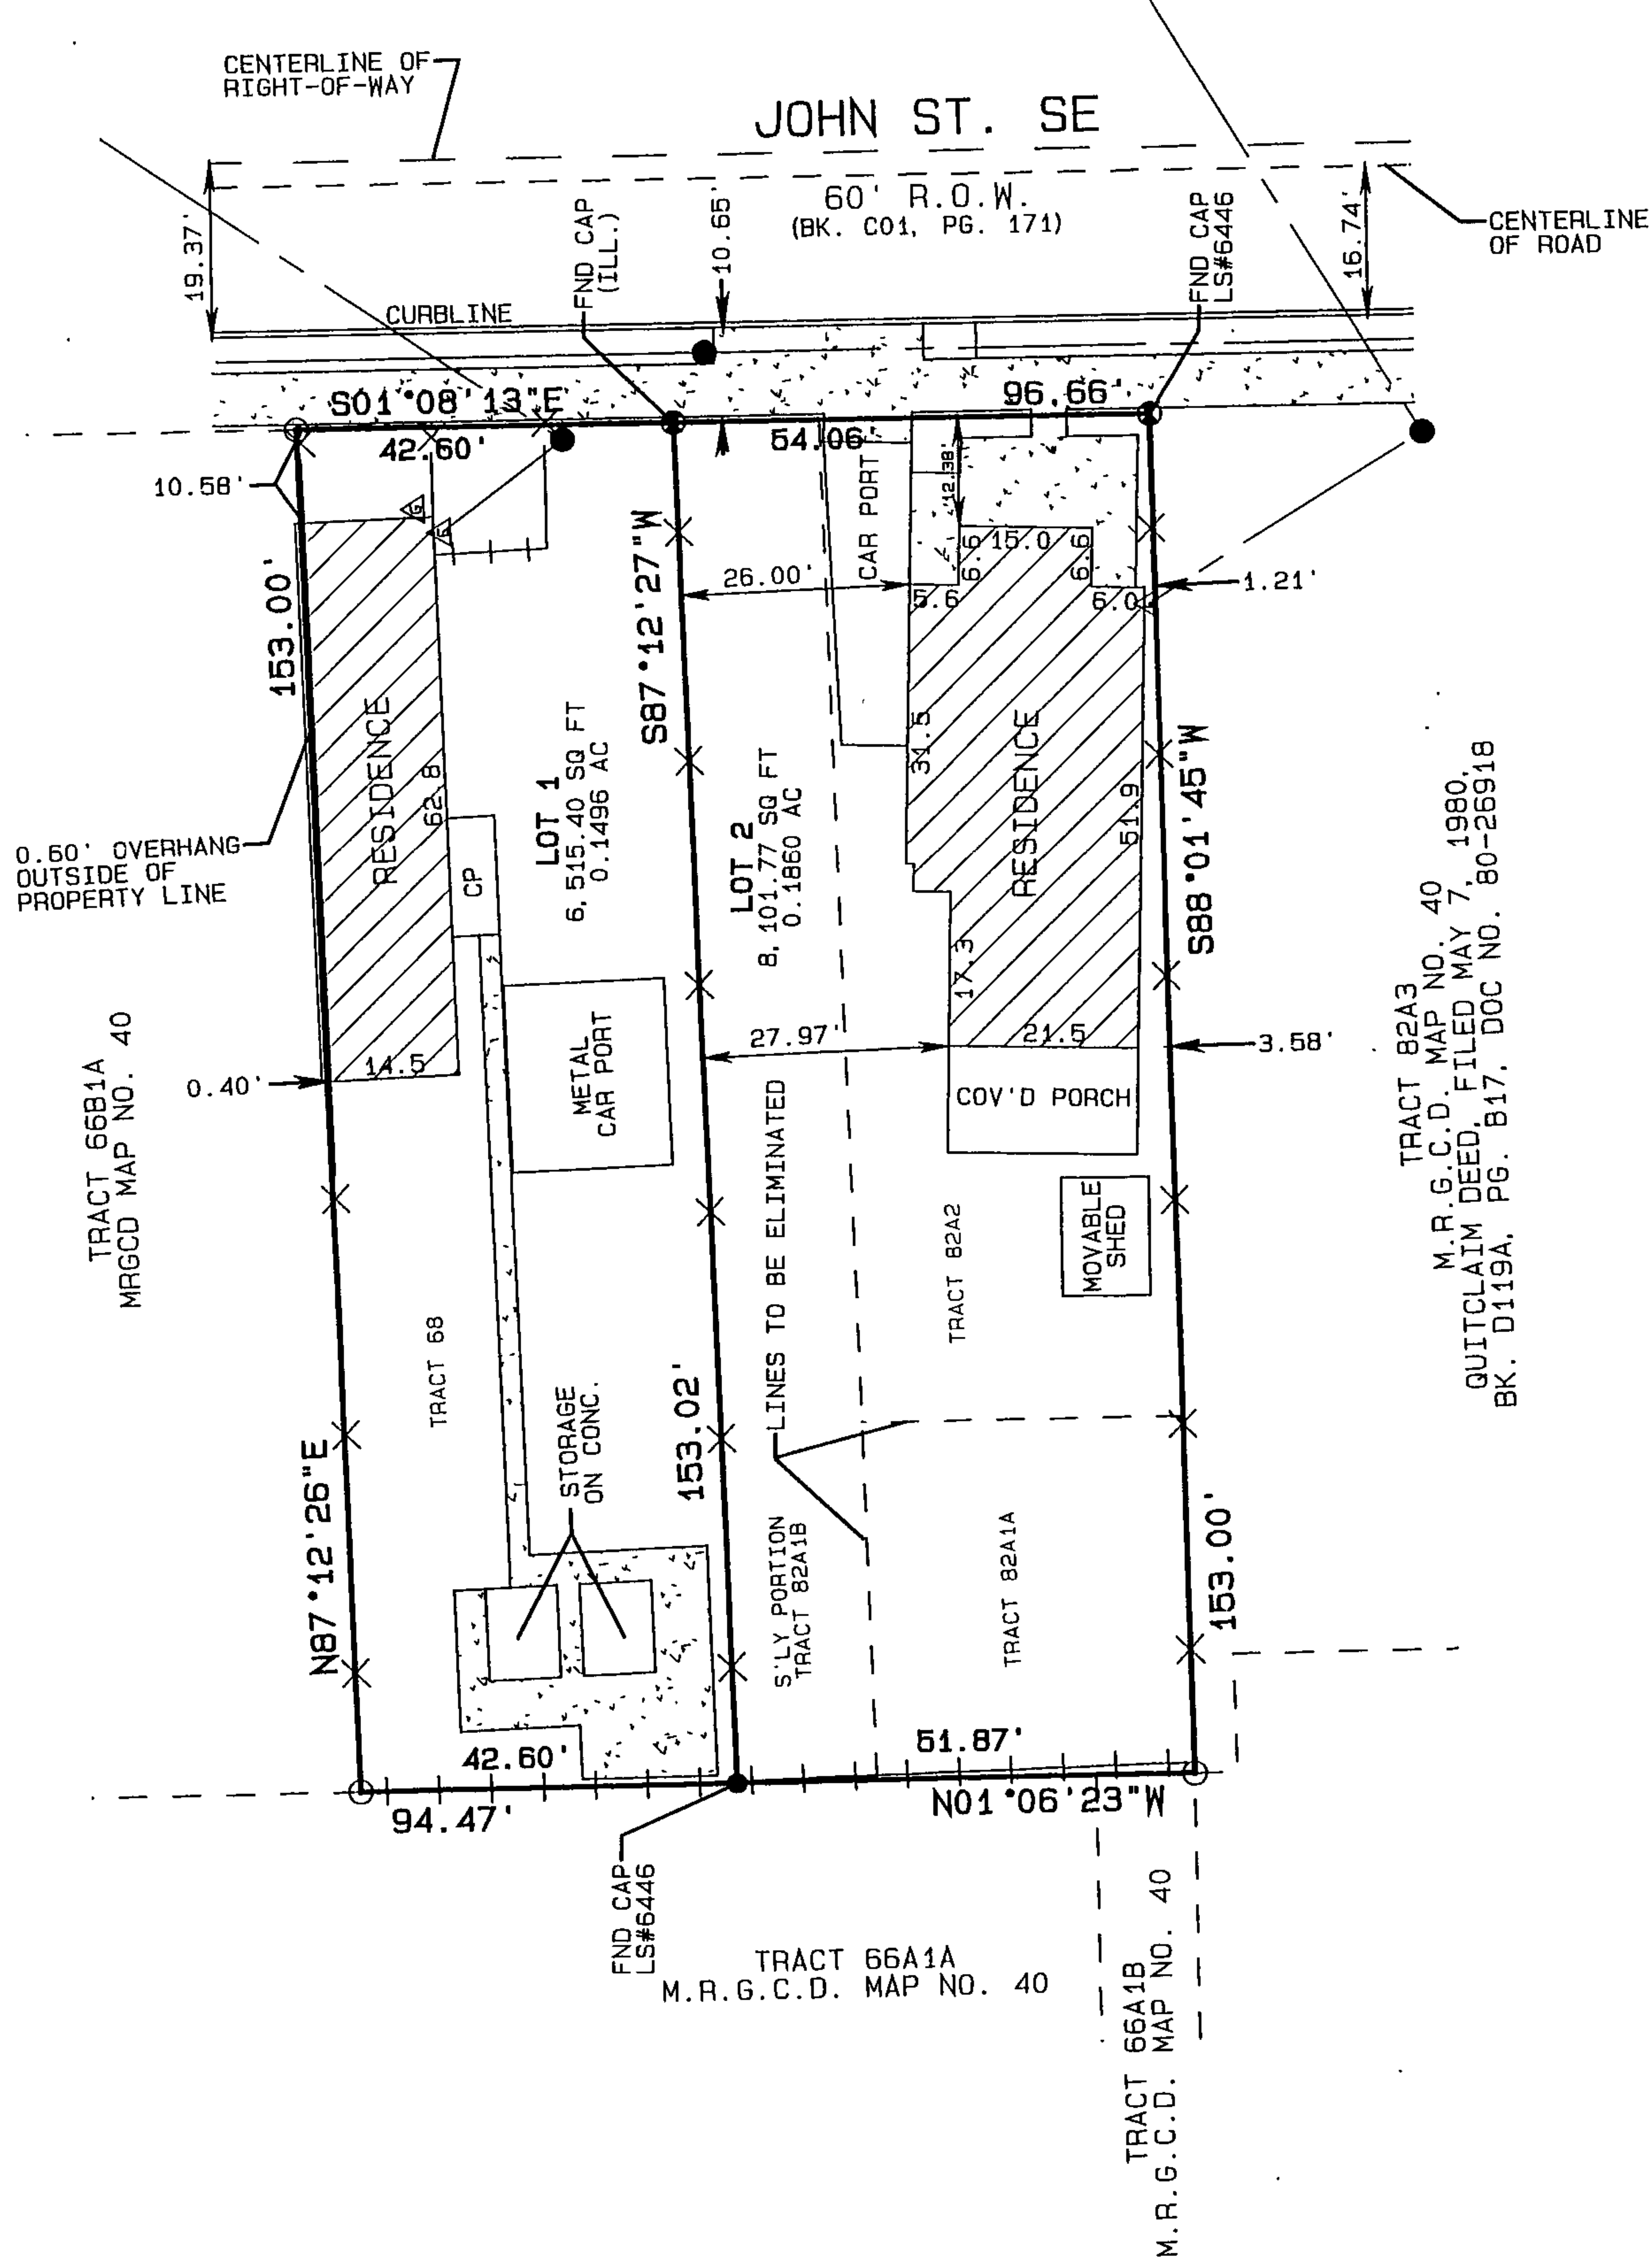 CENTERLINE OF
RIGHT-OF-WAY
JOHN ST. SE
60' R.O.W.
(BK. C01, PG. 171)
CENTERLINE
OF ROAD
19.37'
10.65'
16.74'
FND CAP
(ILL.)
FND CAP
LS#6446
CURBLINE
S01°08'13"E
96.66'
42.60'
54.06'
10.58'
G
E
153.00'
S87°12'27"W
26.00'
CAR PORT
12.38
6.6
15.0
6.6
5.6
6.0
1.21'
RESIDENCE
62.8
CP
0.60' OVERHANG
OUTSIDE OF
PROPERTY LINE
LOT 1
6,515.40 SQ FT
0.1496 AC
LOT 2
8,101.77 SQ FT
0.1860 AC
31.5
RESIDENCE
51.9
17.3
21.5
S88°01'45"W
TRACT 82A3
M.R.G.C.D. MAP NO. 40
QUITCLAIM DEED, FILED MAY 7, 1980,
BK. D119A, PG. B17, DOC NO. 80-26918
TRACT 66B1A
MRGCD MAP NO. 40
0.40'
14.5
METAL
CAR PORT
27.97'
3.58'
COV'D PORCH
LINES TO BE ELIMINATED
TRACT 82A2
MOVABLE
SHED
TRACT 68
STORAGE
ON CONC.
153.02'
N87°12'26"E
S'LY PORTION
TRACT 82A1B
TRACT 82A1A
153.00'
42.60'
51.87'
94.47'
N01°06'23"W
FND CAP
LS#6446
TRACT 66A1A
M.R.G.C.D. MAP NO. 40
TRACT 66A1B
M.R.G.C.D. MAP NO. 40